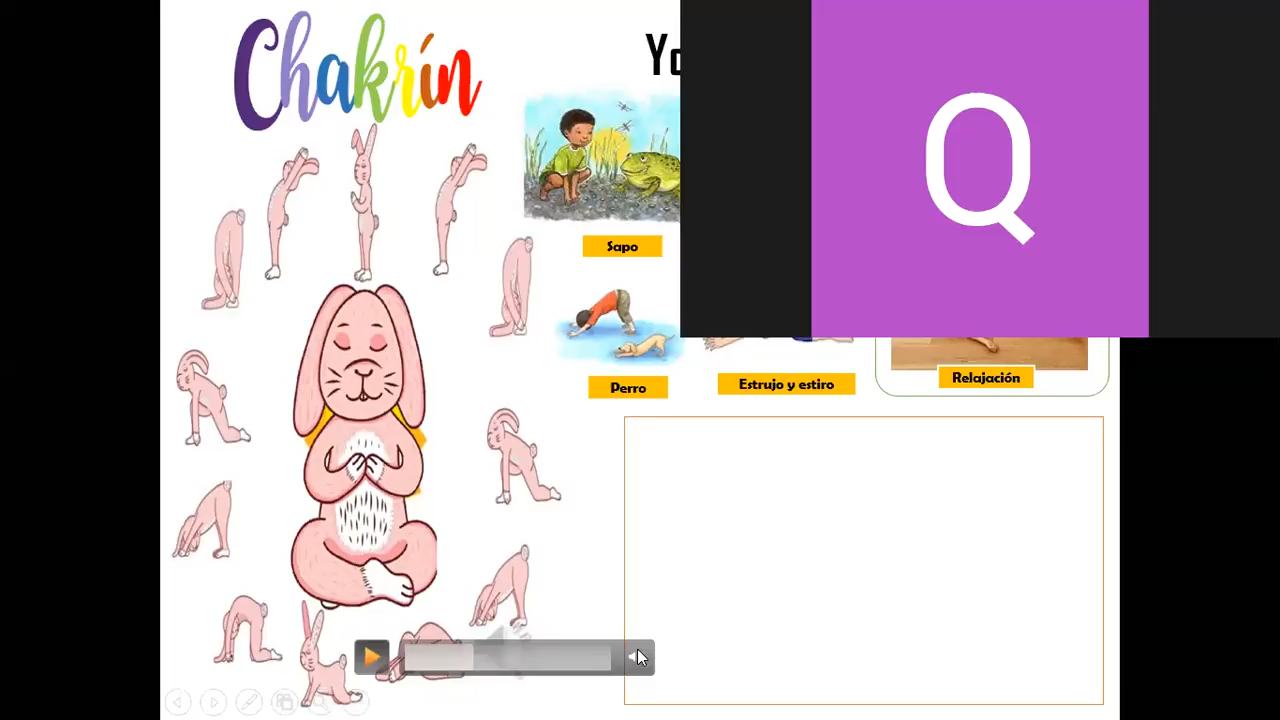 Chakrín
Q
Sapo
Perro
Estrujo y estiro
Relajación